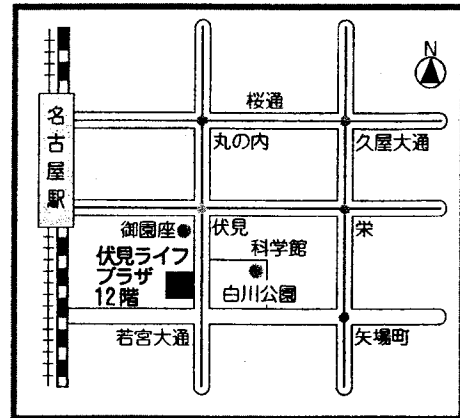 N
桜通
名古屋駅
丸の内
久屋大通
御園座
伏見
栄
伏見ライフ
プラザ
12階
科学館
白川公園
若宮大通
矢場町